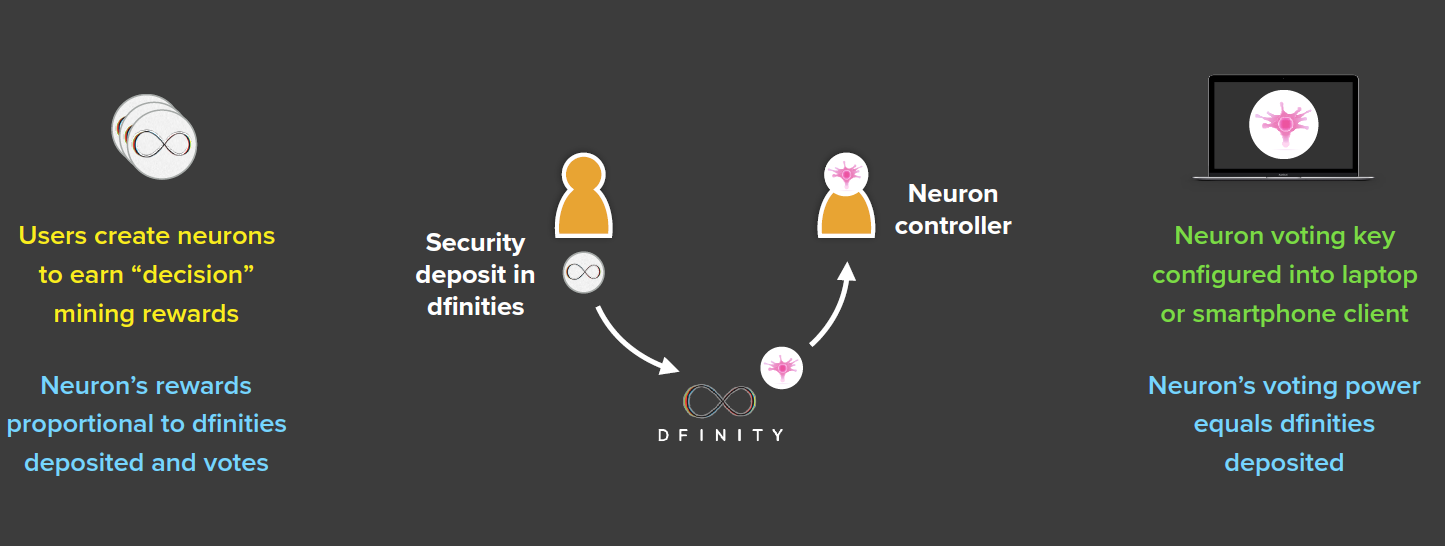 Users create neurons
to earn “decision”
mining rewards
Neuron’s rewards
proportional to dfinities
deposited and votes
Security
deposit in
dfinities
DFINITY
Neuron
controller
Neuron voting key
configured into laptop
or smartphone client
Neuron’s voting power
equals dfinities
deposited